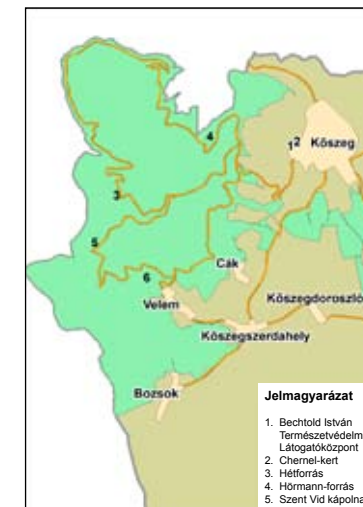 4
1 2 Kőszeg
3
5
6
Cák
Velem
Kőszegdoroszló
Kőszegszerdahely
Bozsok
Jelmagyarázat
1. Bechtold István
Természetvédelm
Látogatóközpont
2. Chernel-kert
3. Hétforrás
4. Hörmann-forrás
5. Szent Vid kápolna